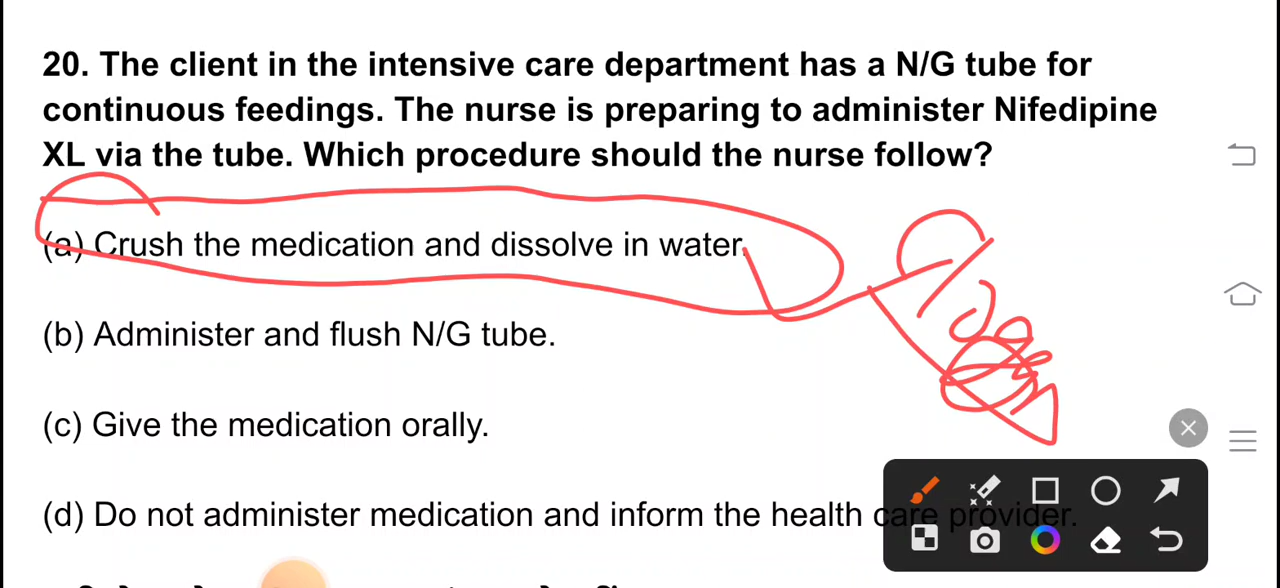 20. The client in the intensive care department has a N/G tube for
continuous feedings. The nurse is preparing to administer Nifedipine
XL via the tube. Which procedure should the nurse follow?
(a) Crush the medication and dissolve in water.
(b) Administer and flush N/G tube.
(c) Give the medication orally.
(d) Do not administer medication and inform the health care provider.